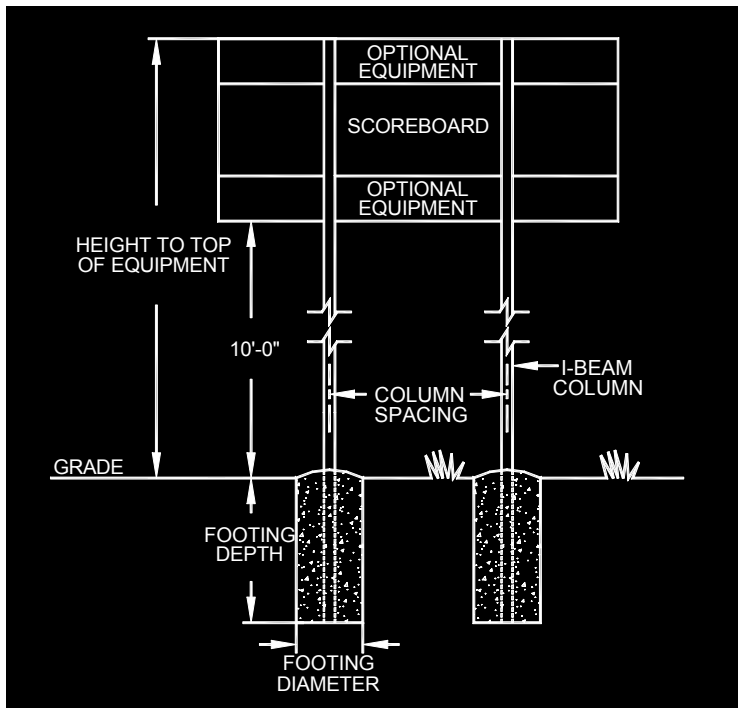 OPTIONAL
EQUIPMENT
SCOREBOARD
OPTIONAL
EQUIPMENT
HEIGHT TO TOP
OF EQUIPMENT
10'-0"
I-BEAM
COLUMN
COLUMN
SPACING
GRADE
FOOTING
DEPTH
FOOTING
DIAMETER